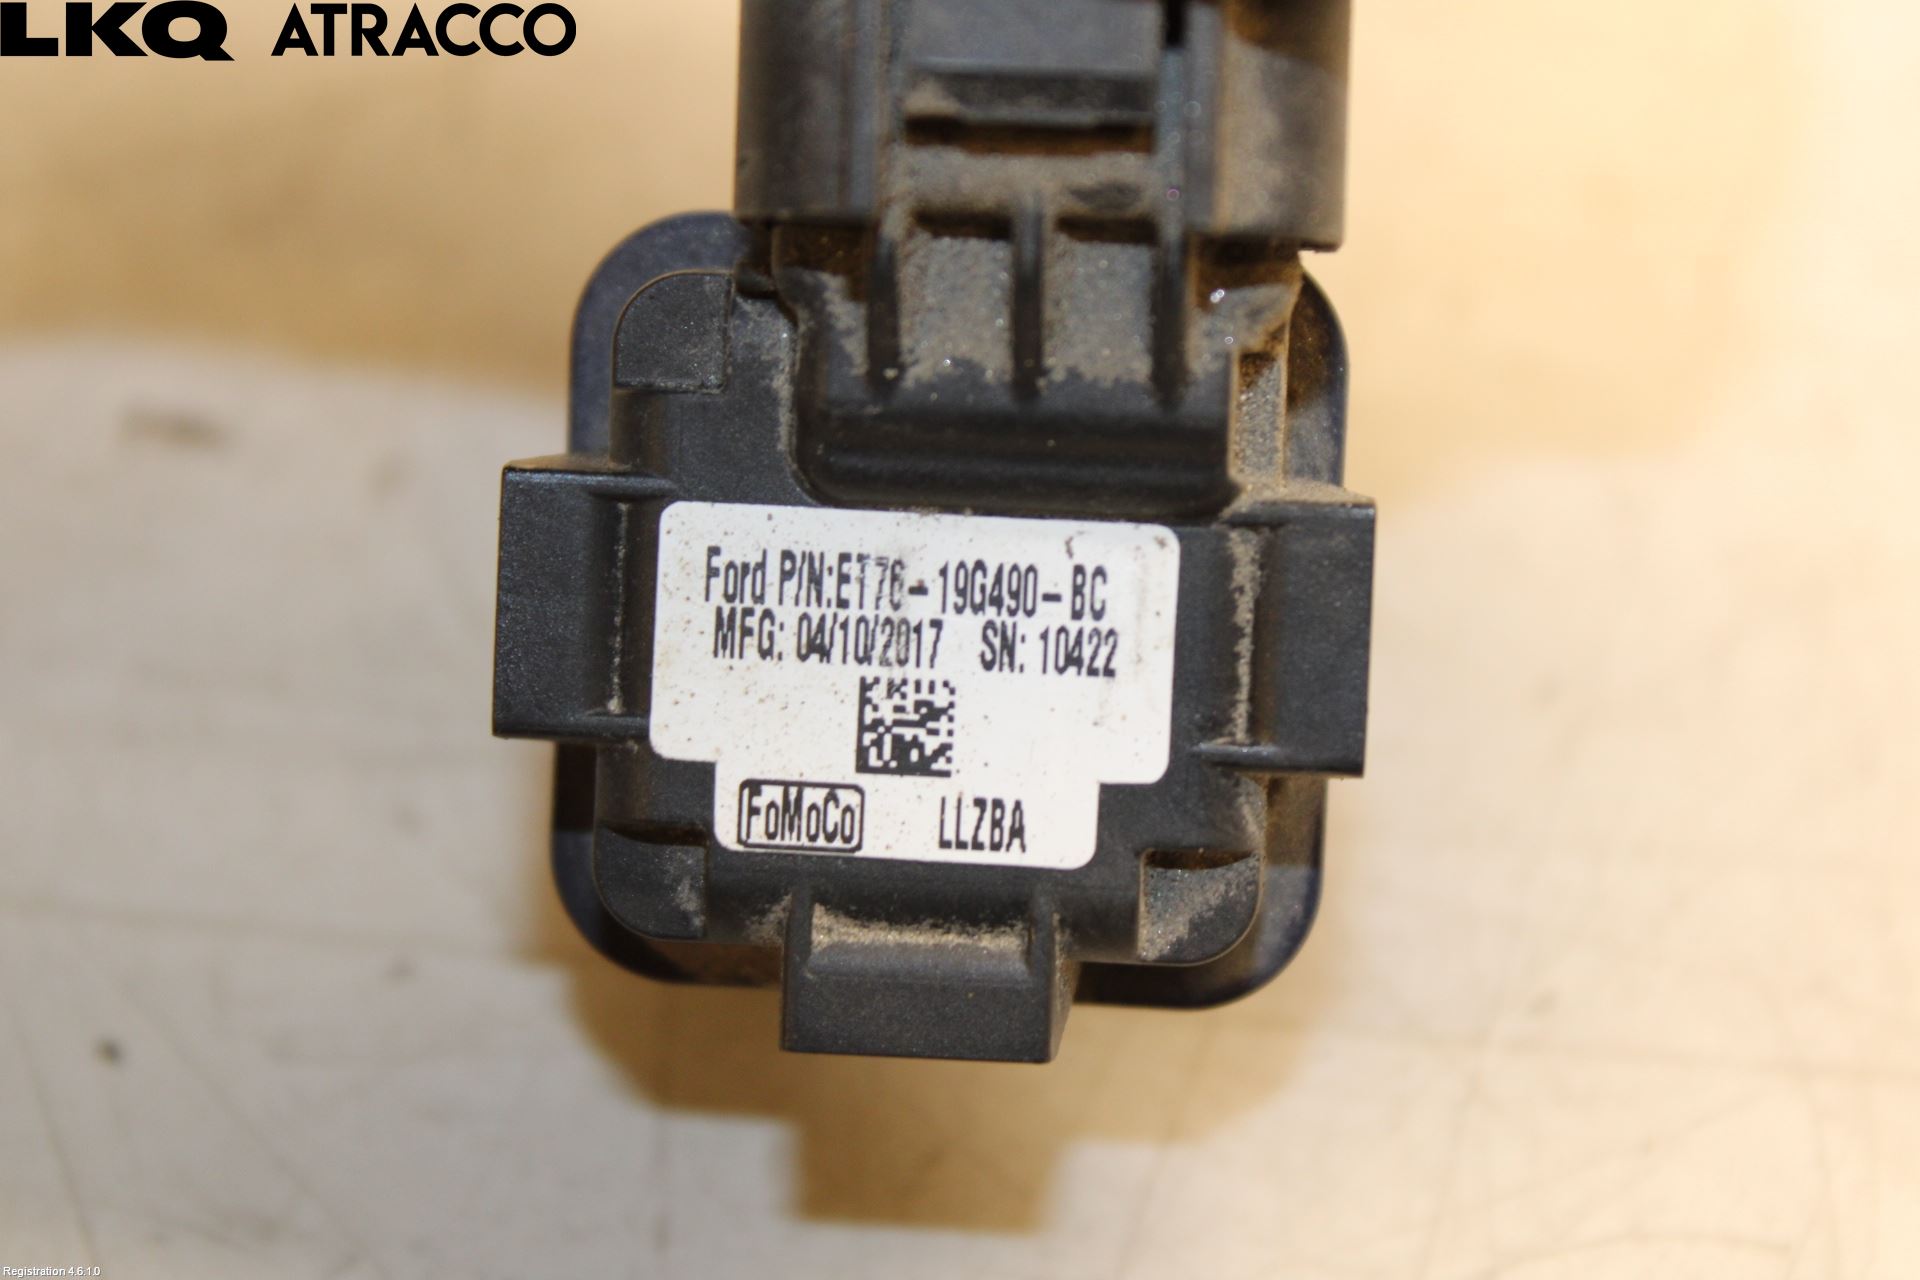 LKQ ATRACCO
Ford P/N:ET76-19G490-BC
MFG: 04/10/2017 SN: 10422
FoMoCo LLZBA
Registration 4.6.1.0